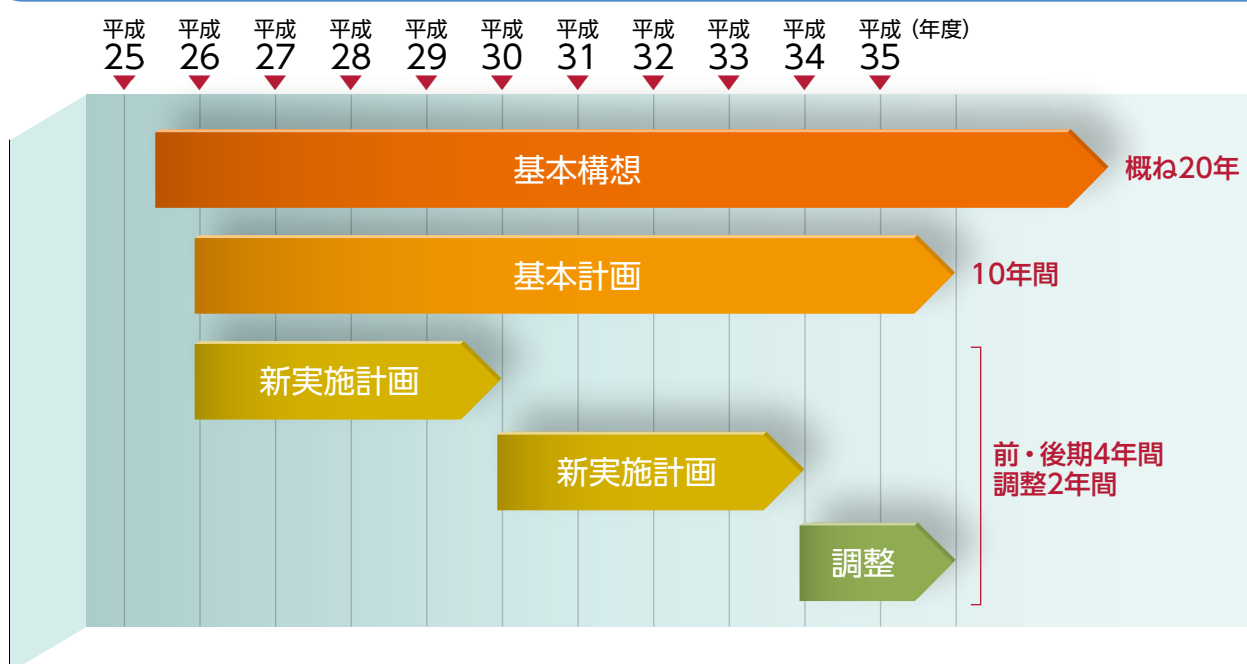 平成 平成 平成 平成 平成 平成 平成 平成 平成 平成 平成 (年度)
25 26 27 28 29 30 31 32 33 34 35
基本構想
概ね20年
基本計画
10年間
新実施計画
新実施計画
前・後期4年間
調整2年間
調整